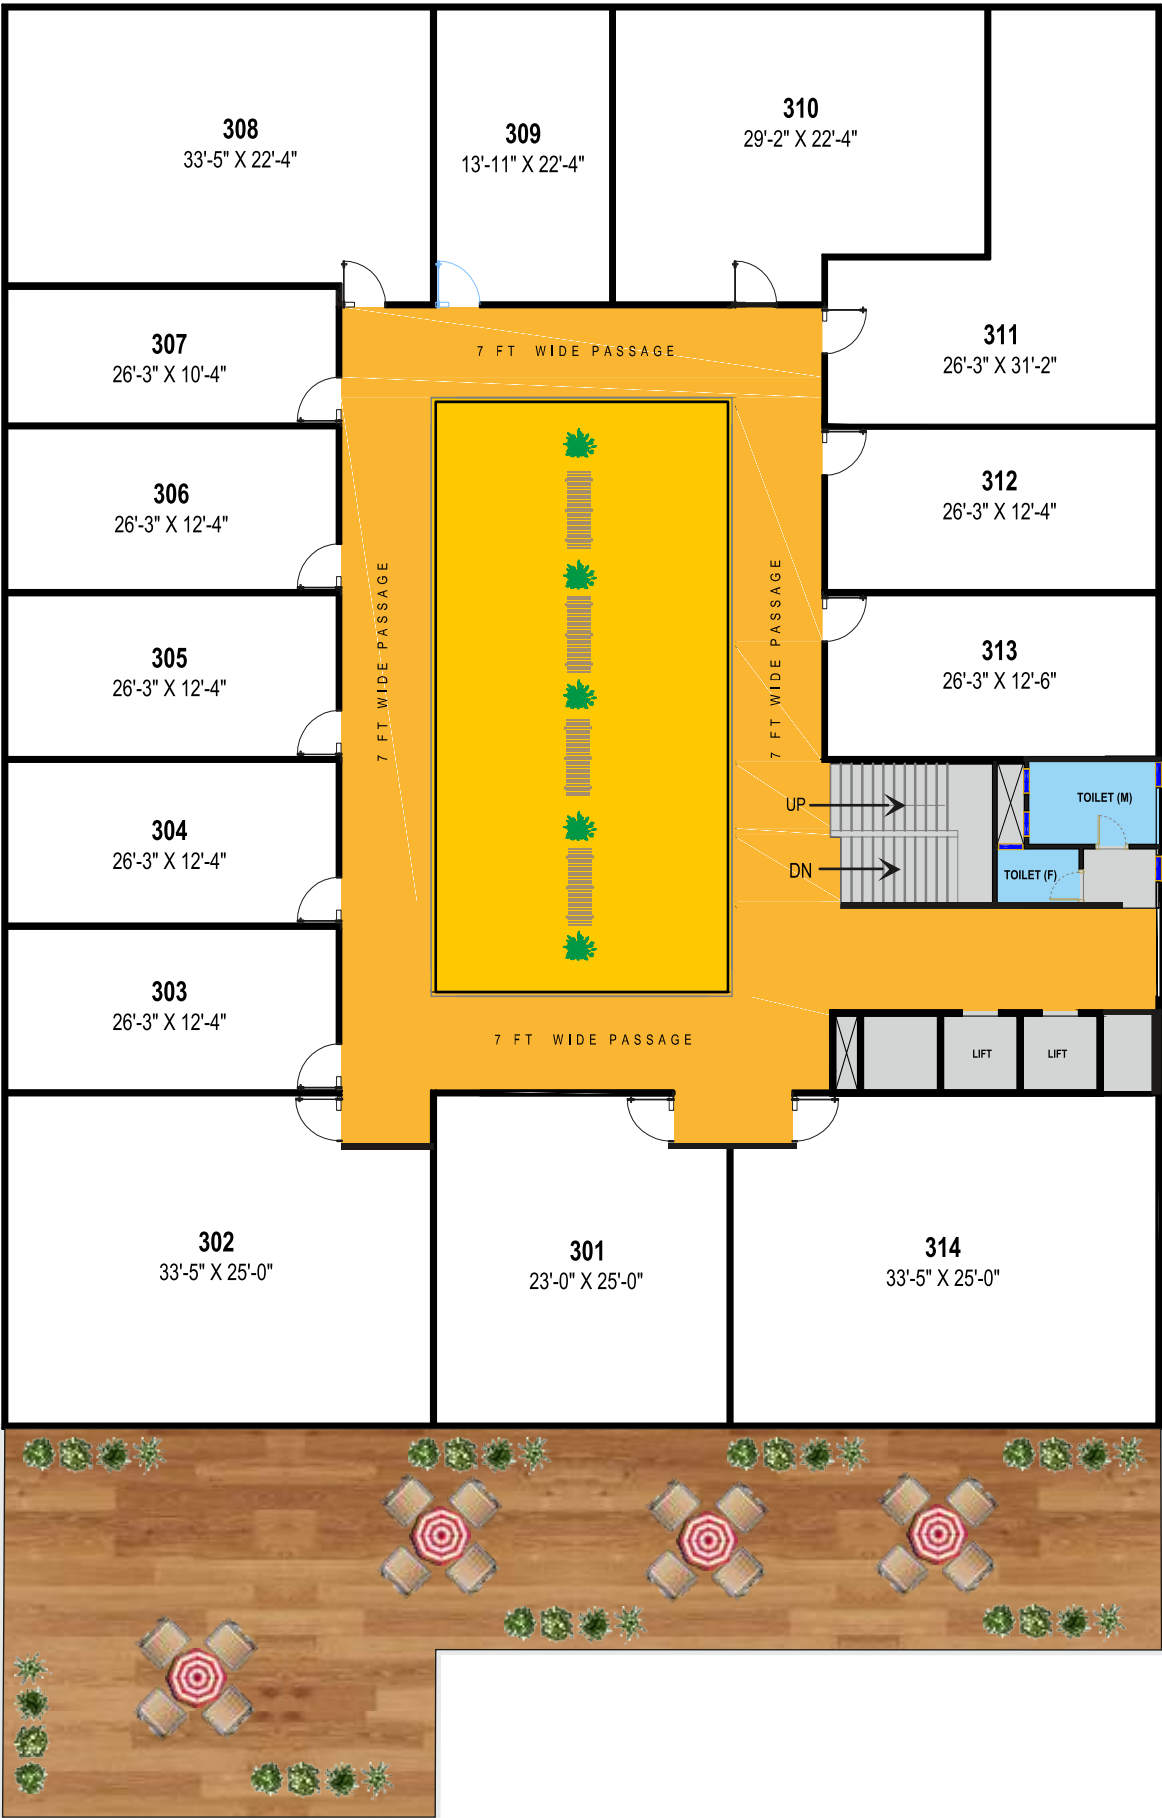 308
33'-5" X 22'-4"
309
13'-11" X 22'-4"
310
29'-2" X 22'-4"
307
26'-3" X 10'-4"
7 FT WIDE PASSAGE
311
26'-3" X 31'-2"
306
26'-3" X 12'-4"
312
26'-3" X 12'-4"
305
26'-3" X 12'-4"
7 FT WIDE PASSAGE
7 FT WIDE PASSAGE
313
26'-3" X 12'-6"
304
26'-3" X 12'-4"
UP
DN
TOILET (M)
TOILET (F)
303
26'-3" X 12'-4"
7 FT WIDE PASSAGE
LIFT
LIFT
302
33'-5" X 25'-0"
301
23'-0" X 25'-0"
314
33'-5" X 25'-0"